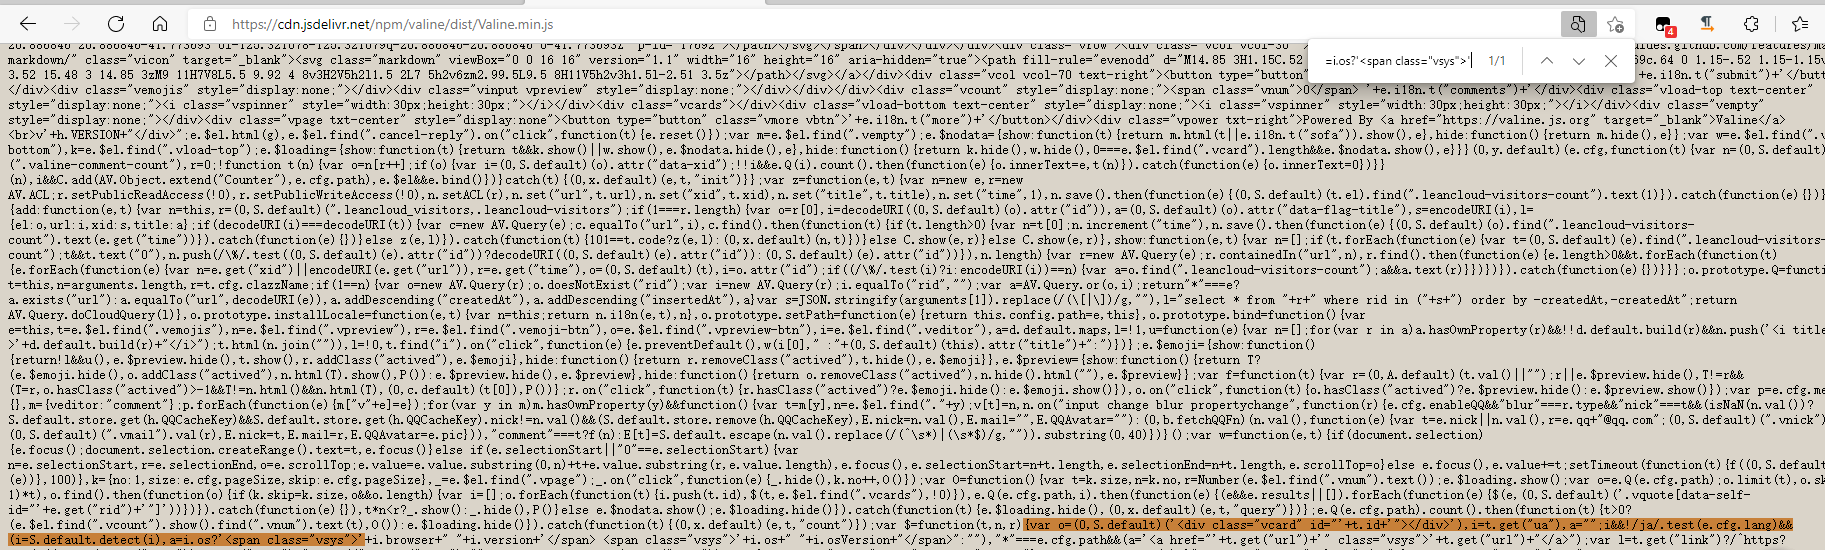 https://cdn.jsdelivr.net/npm/valine/dist/Valine.min.js
4
=i.os?'<span class="vsys">'
1/1
markdown/" class="vicon" target="_blank"><svg class="markdown" viewBox="0 0 16 16" version="1.1" width="16" height="16" aria-hidden="true"><path fill-rule="evenodd" d="M14.85 3H1.15C.52
3.52 15.48 3 14.85 3zM9 11H7V8L5.5 9.92 4 8v3H2V5h2l1.5 2L7 5h2v6zm2.99.5L9.5 8H11V5h2v3h1.5l-2.51 3.5z"></path></svg></a></div><div class="vcol vcol-70 text-right"><button type="button"
</div><div class="vemojis" style="display:none;"></div><div class="vinput vpreview" style="display:none;"></div><div class="vcount" style="display:none;"><span class="vnum">0</span> '+e.i18n.t("comments")+'</div><div class="vload-top text-center"
style="display:none;"><i class="vspinner" style="width:30px;height:30px;"></i></div><div class="vcards"></div><div class="vload-bottom text-center" style="display:none;"><i class="vspinner" style="width:30px;height:30px;"></i></div><div class="vempty"
style="display:none;"></div><div class="vpage txt-center" style="display:none"><button type="button" class="vmore vbtn">'+e.i18n.t("more")+'</button></div><div class="vpower txt-right">Powered By <a href="https://valine.js.org" target="_blank">Valine</a>
<br>v'+h.VERSION+"</div>";e.$el.html(g),e.$el.find(".cancel-reply").on("click",function(t){e.reset()});var m=e.$el.find(".vempty");e.$nodata={show:function(t){return m.html(t||e.i18n.t("sofa")).show(),e},hide:function(){return m.hide(),e}};var w=e.$el.find(".v
bottom"),k=e.$el.find(".vload-top");e.$loading={show:function(t){return t&&k.show()||w.show(),e.$nodata.hide(),e},hide:function(){return k.hide(),w.hide(),0===e.$el.find(".vcard").length&&e.$nodata.show(),e}}}(0,y.default)(e.cfg,function(t){var n=(0,S.default)
(".valine-comment-count"),r=0;!function t(n){var o=n[r++];if(o){var i=(0,S.default)(o).attr("data-xid");!!i&&e.Q(i).count().then(function(e){o.innerText=e,t(n)}).catch(function(e){o.innerText=0})}}
(n),i&&C.add(AV.Object.extend("Counter"),e.cfg.path),e.$el&&e.bind()})}catch(t){(0,x.default)(e,t,"init")}};var z=function(e,t){var n=new e,r=new
AV.ACL;r.setPublicReadAccess(!0),r.setPublicWriteAccess(!0),n.setACL(r),n.set("url",t.url),n.set("xid",t.xid),n.set("title",t.title),n.set("time",1),n.save().then(function(e){(0,S.default)(t.el).find(".leancloud-visitors-count").text(1)}).catch(function(e){})}
{add:function(e,t){var n=this,r=(0,S.default)(".leancloud_visitors,.leancloud-visitors");if(1===r.length){var o=r[0],i=decodeURI((0,S.default)(o).attr("id")),a=(0,S.default)(o).attr("data-flag-title"),s=encodeURI(i),l=
{el:o,url:i,xid:s,title:a};if(decodeURI(i)===decodeURI(t)){var c=new AV.Query(e);c.equalTo("url",i),c.find().then(function(t){if(t.length>0){var n=t[0];n.increment("time"),n.save().then(function(e){(0,S.default)(o).find(".leancloud-visitors-
count").text(e.get("time"))}).catch(function(e){})}else z(e,l)}).catch(function(t){101==t.code?z(e,l):(0,x.default)(n,t)})}else C.show(e,r)}else C.show(e,r)},show:function(e,t){var n=[];if(t.forEach(function(e){var t=(0,S.default)(e).find(".leancloud-visitors-
count");t&&t.text("0"),n.push(/\%/.test((0,S.default)(e).attr("id"))?decodeURI((0,S.default)(e).attr("id")):(0,S.default)(e).attr("id"))}),n.length){var r=new AV.Query(e);r.containedIn("url",n),r.find().then(function(e){e.length>0&&t.forEach(function(t)
{e.forEach(function(e){var n=e.get("xid")||encodeURI(e.get("url")),r=e.get("time"),o=(0,S.default)(t),i=o.attr("id");if((/\%/.test(i)?i:encodeURI(i))==n){var a=o.find(".leancloud-visitors-count");a&&a.text(r)}})})}).catch(function(e){})}}};o.prototype.Q=functi
t=this,n=arguments.length,r=t.cfg.clazzName;if(1==n){var o=new AV.Query(r);o.doesNotExist("rid");var i=new AV.Query(r);i.equalTo("rid","");var a=AV.Query.or(o,i);return"*"===e?
a.exists("url"):a.equalTo("url",decodeURI(e)),a.addDescending("createdAt"),a.addDescending("insertedAt"),a}var s=JSON.stringify(arguments[1]).replace(/(\[|\])/g,""),l="select * from "+r+" where rid in ("+s+") order by -createdAt,-createdAt";return
AV.Query.doCloudQuery(l)},o.prototype.installLocale=function(e,t){var n=this;return n.i18n(e,t),n},o.prototype.setPath=function(e){return this.config.path=e,this},o.prototype.bind=function(){var
e=this,t=e.$el.find(".vemojis"),n=e.$el.find(".vpreview"),r=e.$el.find(".vemoji-btn"),o=e.$el.find(".vpreview-btn"),i=e.$el.find(".veditor"),a=d.default.maps,l=!1,u=function(e){var n=[];for(var r in a)a.hasOwnProperty(r)&&!!d.default.build(r)&&n.push('<i title
>'+d.default.build(r)+"</i>");t.html(n.join("")),l=!0,t.find("i").on("click",function(e){e.preventDefault(),w(i[0]," :"+(0,S.default)(this).attr("title")+":")})};e.$emoji={show:function()
{return!l&&u(),e.$preview.hide(),t.show(),r.addClass("actived"),e.$emoji},hide:function(){return r.removeClass("actived"),t.hide(),e.$emoji}},e.$preview={show:function(){return T?
(e.$emoji.hide(),o.addClass("actived"),n.html(T).show(),P()):e.$preview.hide(),e.$preview},hide:function(){return o.removeClass("actived"),n.hide().html(""),e.$preview}};var f=function(t){var r=(0,A.default)(t.val()||"");r||e.$preview.hide(),T!=r&&
(T=r,o.hasClass("actived")>-1&&T!=n.html()&&n.html(T),(0,c.default)(t[0]),P())};r.on("click",function(t){r.hasClass("actived")?e.$emoji.hide():e.$emoji.show()}),o.on("click",function(t){o.hasClass("actived")?e.$preview.hide():e.$preview.show()});var p=e.cfg.me
{},m={veditor:"comment"};p.forEach(function(e){m["v"+e]=e});for(var y in m)m.hasOwnProperty(y)&&function(){var t=m[y],n=e.$el.find("."+y);v[t]=n,n.on("input change blur propertychange",function(r){e.cfg.enableQQ&&"blur"===r.type&&"nick"===t&&(isNaN(n.val())?
S.default.store.get(h.QQCacheKey)&&S.default.store.get(h.QQCacheKey).nick!=n.val()&&(S.default.store.remove(h.QQCacheKey),E.nick=n.val(),E.mail="",E.QQAvatar=""):(0,b.fetchQQFn)(n.val(),function(e){var t=e.nick||n.val(),r=e.qq+"@qq.com";(0,S.default)(".vnick")
(0,S.default)(".vmail").val(r),E.nick=t,E.mail=r,E.QQAvatar=e.pic})),"comment"===t?f(n):E[t]=S.default.escape(n.val().replace(/(^\s*)|(\s*$)/g,"")).substring(0,40)})}();var w=function(e,t){if(document.selection)
{e.focus();document.selection.createRange().text=t,e.focus()}else if(e.selectionStart||"0"==e.selectionStart){var
n=e.selectionStart,r=e.selectionEnd,o=e.scrollTop;e.value=e.value.substring(0,n)+t+e.value.substring(r,e.value.length),e.focus(),e.selectionStart=n+t.length,e.selectionEnd=n+t.length,e.scrollTop=o}else e.focus(),e.value+=t;setTimeout(function(t){f((0,S.default
(e))},100)},k={no:1,size:e.cfg.pageSize,skip:e.cfg.pageSize},_=e.$el.find(".vpage");_.on("click",function(e){_.hide(),k.no++,O()});var O=function(){var t=k.size,n=k.no,r=Number(e.$el.find(".vnum").text());e.$loading.show();var o=e.Q(e.cfg.path);o.limit(t),o.sk
1)*t),o.find().then(function(o){if(k.skip=k.size,o&&o.length){var i=[];o.forEach(function(t){i.push(t.id),$(t,e.$el.find(".vcards"),!0)}),e.Q(e.cfg.path,i).then(function(e){(e&&e.results||[]).forEach(function(e){$(e,(0,S.default)('.vquote[data-self-
id="'+e.get("rid")+'"]'))})}).catch(function(e){}),t*n<r?_.show():_.hide(),P()}else e.$nodata.show();e.$loading.hide()}).catch(function(t){e.$loading.hide(),(0,x.default)(e,t,"query")})};e.Q(e.cfg.path).count().then(function(t){t>0?
(e.$el.find(".vcount").show().find(".vnum").text(t),O()):e.$loading.hide()}).catch(function(t){(0,x.default)(e,t,"count")});var $=function(t,n,r){var o=(0,S.default)('<div class="vcard" id="'+t.id+'"></div>'),i=t.get("ua"),a="";i&&!/ja/.test(e.cfg.lang)&&
(i=S.default.detect(i),a=i.os?'<span class="vsys">'+i.browser+" "+i.version+'</span> <span class="vsys">'+i.os+" "+i.osVersion+"</span>":""),"*"===e.cfg.path&&(a='<a href="'+t.get("url")+'" class="vsys">'+t.get("url")+"</a>");var l=t.get("link")?/^https?